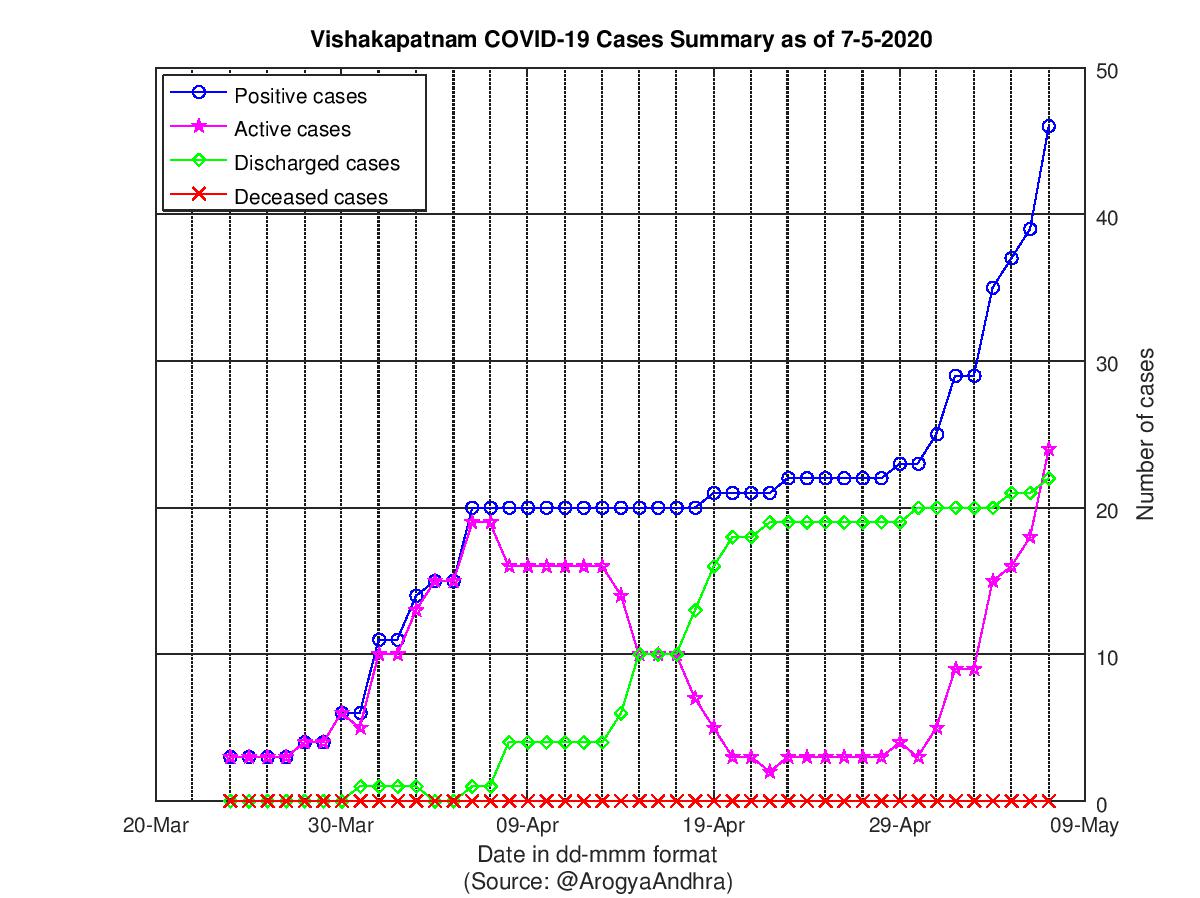 Vishakapatnam COVID-19 Cases Summary as of 7-5-2020
Positive cases
Active cases
Discharged cases
Deceased cases
50
40
30
20
10
0
Number of cases
20-Mar 30-Mar 09-Apr 19-Apr 29-Apr 09-May
Date in dd-mmm format
(Source: @ArogyaAndhra)